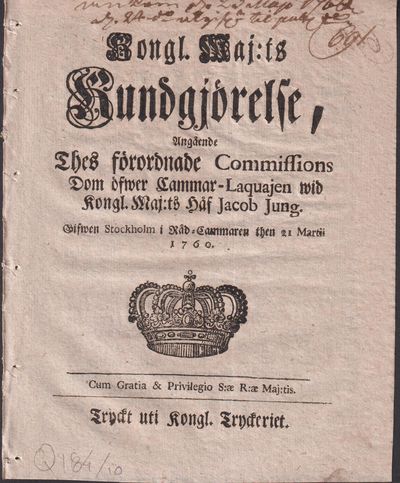 (691)
Kongl. Maj:ts
Kundgjörelse,
Angående
Thes förordnade Commissions
Dom öfwer Cammar-Laquajen wid
Kongl. Maj:ts Håf Jacob Jung.
Gifwen Stockholm i Råd-Cammaren then 21 Martii
1760.
Cum Gratia & Privilegio S:æ R:æ Maj:tis.
Tryckt uti Kongl. Tryckeriet.